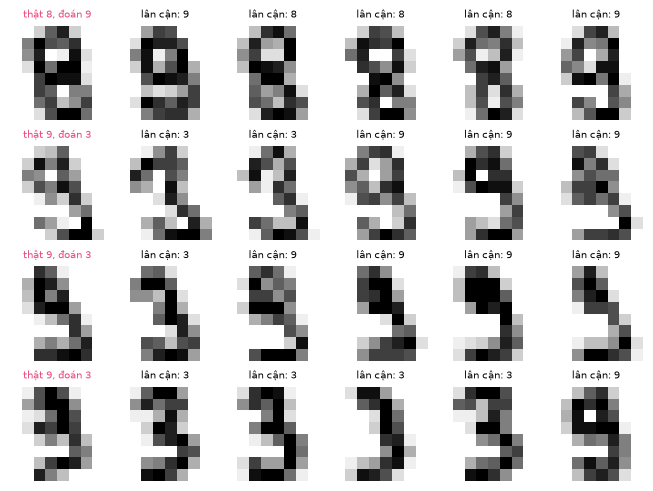 thật 8, đoán 9 lân cận: 9 lân cận: 8 lân cận: 8 lân cận: 8 lân cận: 9
thật 9, đoán 3 lân cận: 3 lân cận: 3 lân cận: 9 lân cận: 9 lân cận: 9
thật 9, đoán 3 lân cận: 3 lân cận: 9 lân cận: 9 lân cận: 9 lân cận: 9
thật 9, đoán 3 lân cận: 3 lân cận: 3 lân cận: 3 lân cận: 3 lân cận: 9